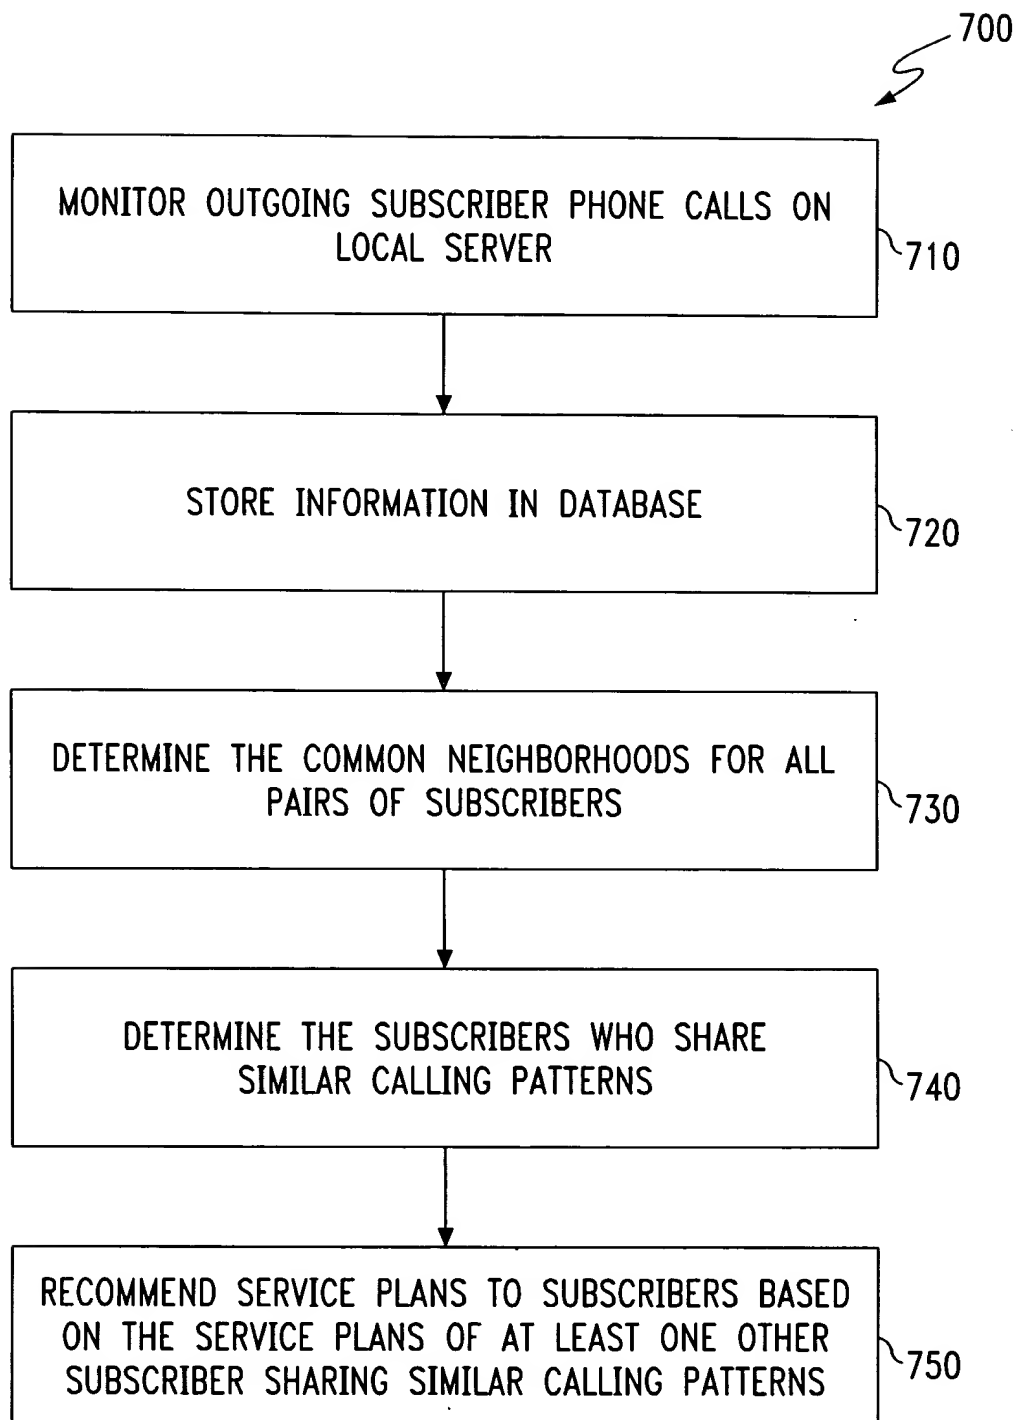 700
MONITOR OUTGOING SUBSCRIBER PHONE CALLS ON
LOCAL SERVER
710
STORE INFORMATION IN DATABASE
720
DETERMINE THE COMMON NEIGHBORHOODS FOR ALL
PAIRS OF SUBSCRIBERS
730
DETERMINE THE SUBSCRIBERS WHO SHARE
SIMILAR CALLING PATTERNS
740
RECOMMEND SERVICE PLANS TO SUBSCRIBERS BASED
ON THE SERVICE PLANS OF AT LEAST ONE OTHER
SUBSCRIBER SHARING SIMILAR CALLING PATTERNS
750